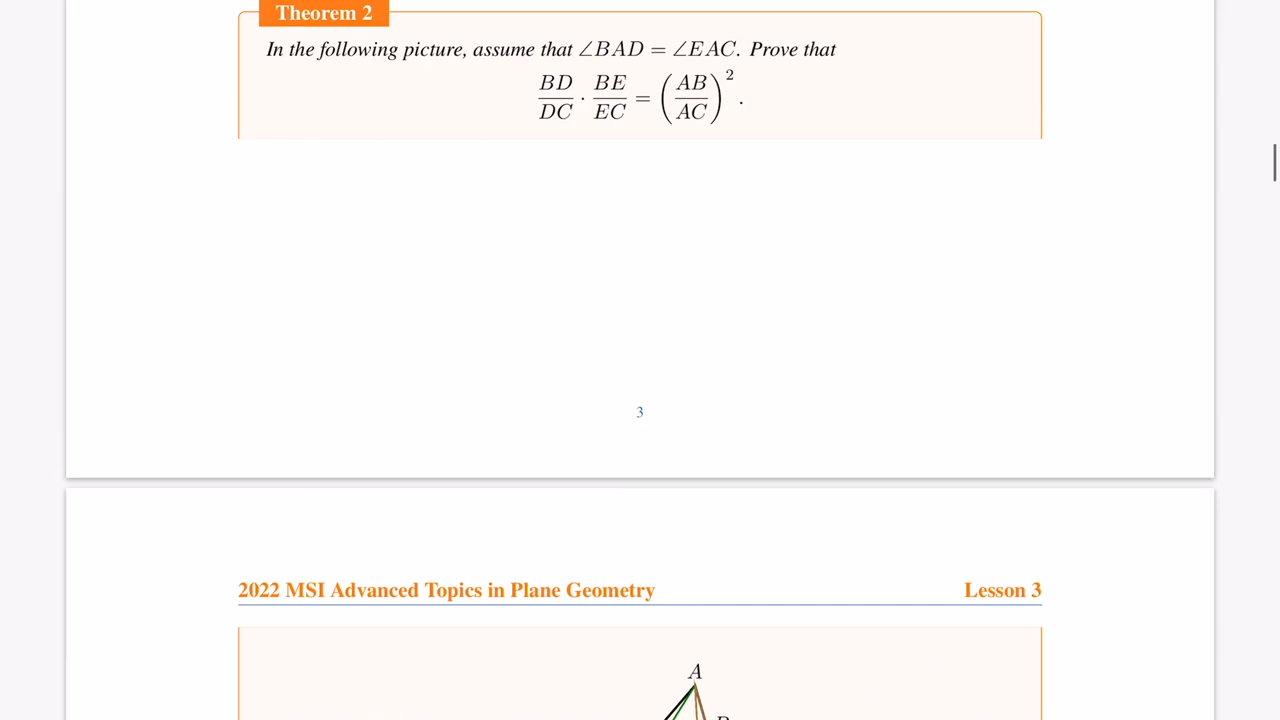 Theorem 2
In the following picture, assume that ∠BAD = ∠EAC. Prove that
BD/DC · BE/EC = (AB/AC)².
3
2022 MSI Advanced Topics in Plane Geometry Lesson 3
A